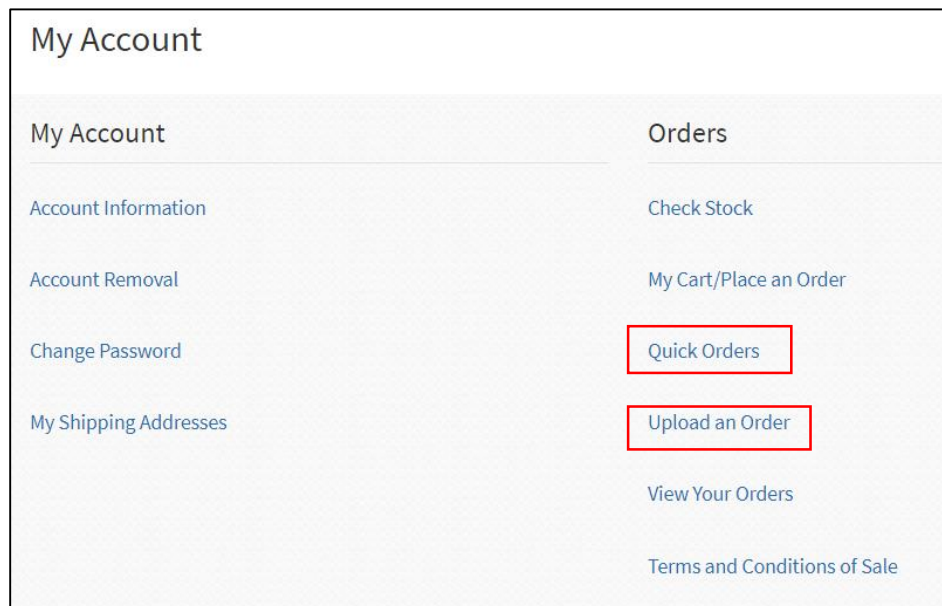 My Account
My Account
Account Information
Account Removal
Change Password
My Shipping Addresses
Orders
Check Stock
My Cart/Place an Order
Quick Orders
Upload an Order
View Your Orders
Terms and Conditions of Sale